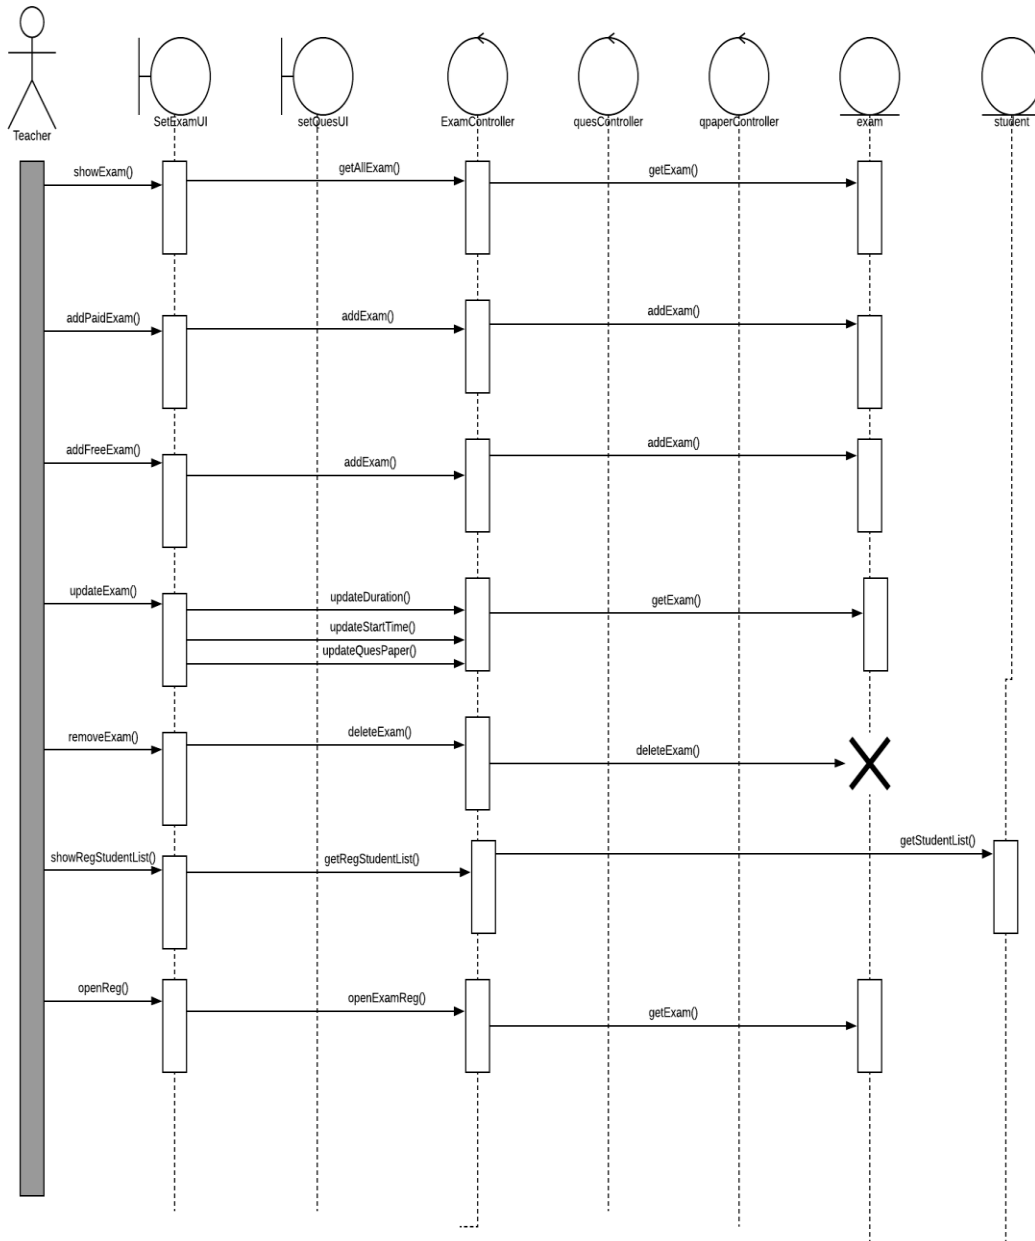 Teacher
SetExamUI
setQuesUI
ExamController
quesController
qpaperController
exam
student
showExam()
getAllExam()
getExam()
addPaidExam()
addExam()
addExam()
addFreeExam()
addExam()
addExam()
updateExam()
updateDuration()
getExam()
updateStartTime()
updateQuesPaper()
removeExam()
deleteExam()
deleteExam()
showRegStudentList()
getRegStudentList()
getStudentList()
openReg()
openExamReg()
getExam()